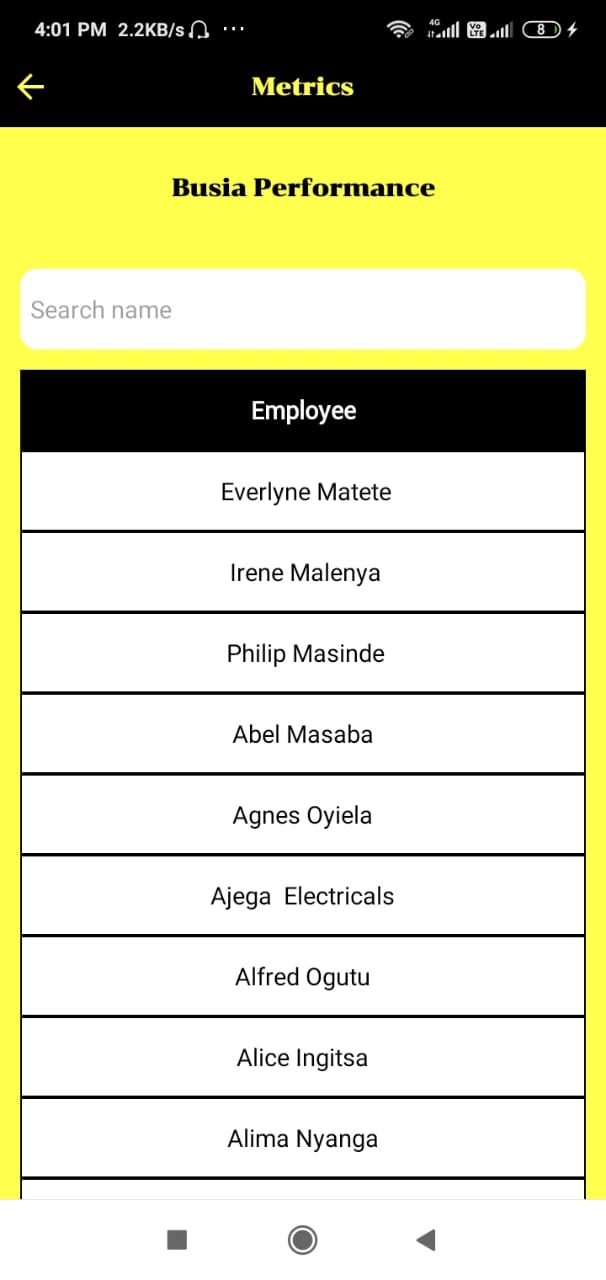 4:01 PM 2.2KB/s ...
4G Vo LTE 8
Metrics
Busia Performance
Search name
Employee
Everlyne Matete
Irene Malenya
Philip Masinde
Abel Masaba
Agnes Oyiela
Ajega  Electricals
Alfred Ogutu
Alice Ingitsa
Alima Nyanga